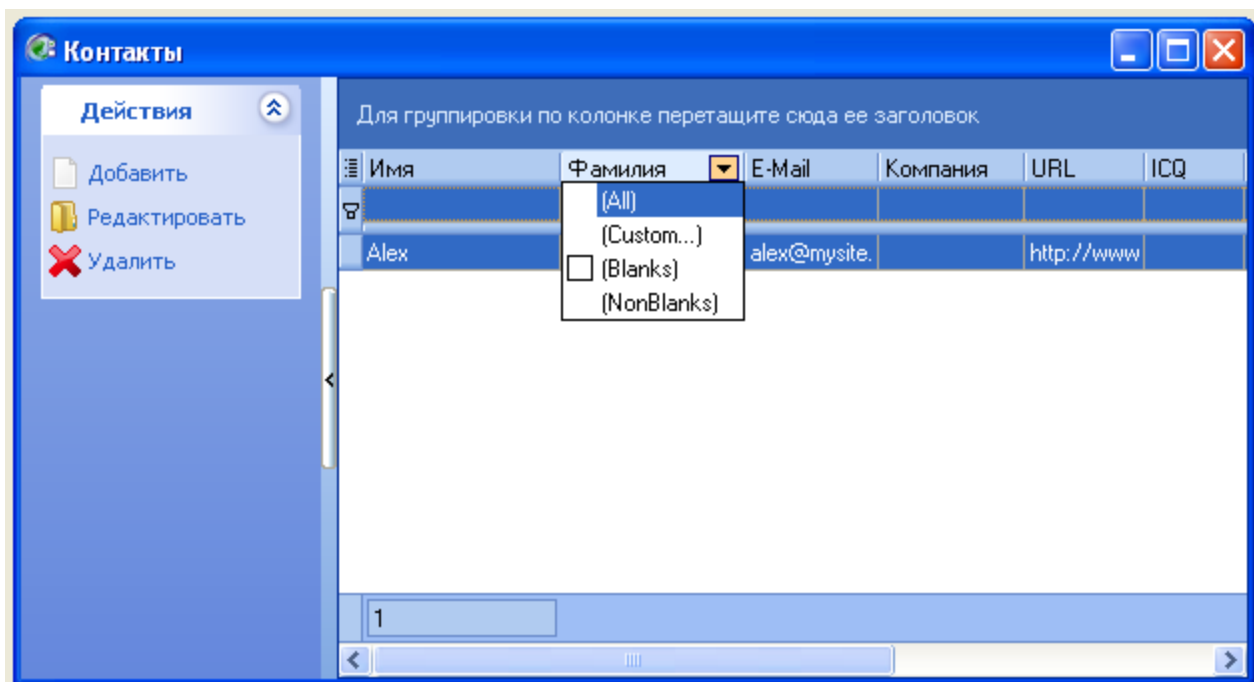 Контакты
Действия
Добавить
Редактировать
Удалить
Для группировки по колонке перетащите сюда ее заголовок
Имя Фамилия E-Mail Компания URL ICQ
(All)
(Custom...)
(Blanks)
(NonBlanks)
Alex alex@mysite. http://www
1